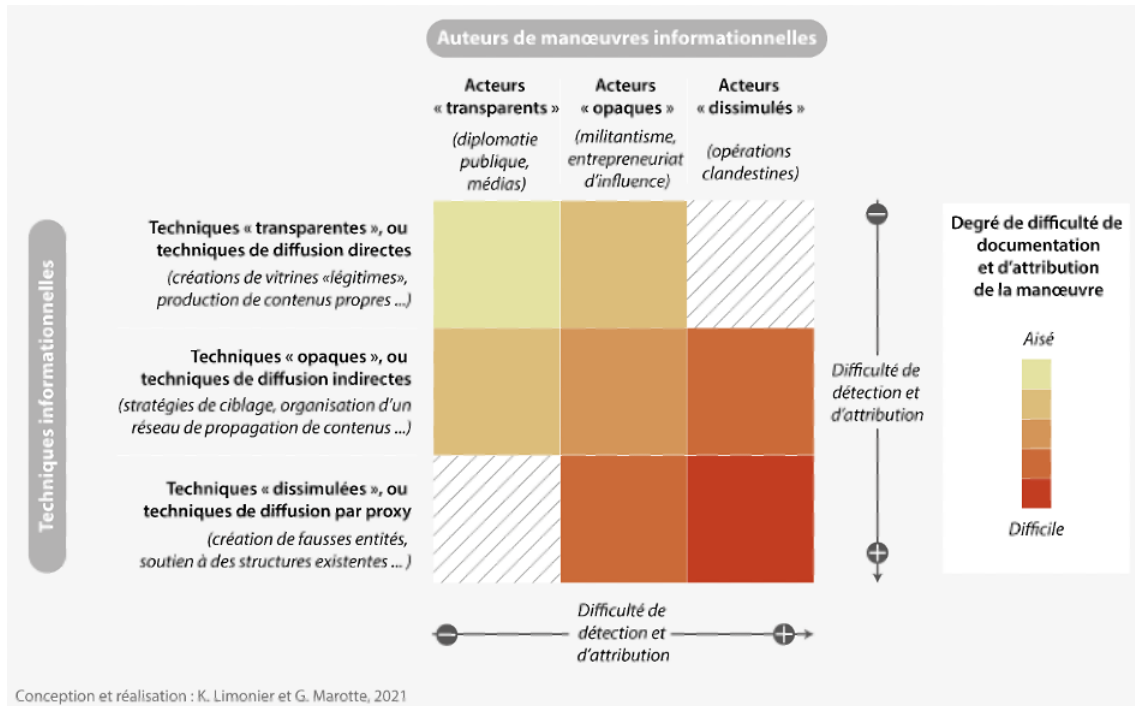 Auteurs de manœuvres informationnelles
Acteurs
« transparents »
(diplomatie
publique,
médias)
Acteurs
« opaques »
(militantisme,
entrepreneuriat
d'influence)
Acteurs
« dissimulés »
(opérations
clandestines)
Techniques informationnelles
Techniques « transparentes », ou
techniques de diffusion directes
(créations de vitrines «légitimes»,
production de contenus propres ...)
Techniques « opaques », ou
techniques de diffusion indirectes
(stratégies de ciblage, organisation d'un
réseau de propagation de contenus ...)
Techniques « dissimulées », ou
techniques de diffusion par proxy
(création de fausses entités,
soutien à des structures existentes ... )
Difficulté de
détection et
d'attribution
Difficulté de
détection et
d'attribution
Degré de difficulté de
documentation
et d'attribution
de la manœuvre
Aisé
Difficile
Conception et réalisation : K. Limonier et G. Marotte, 2021